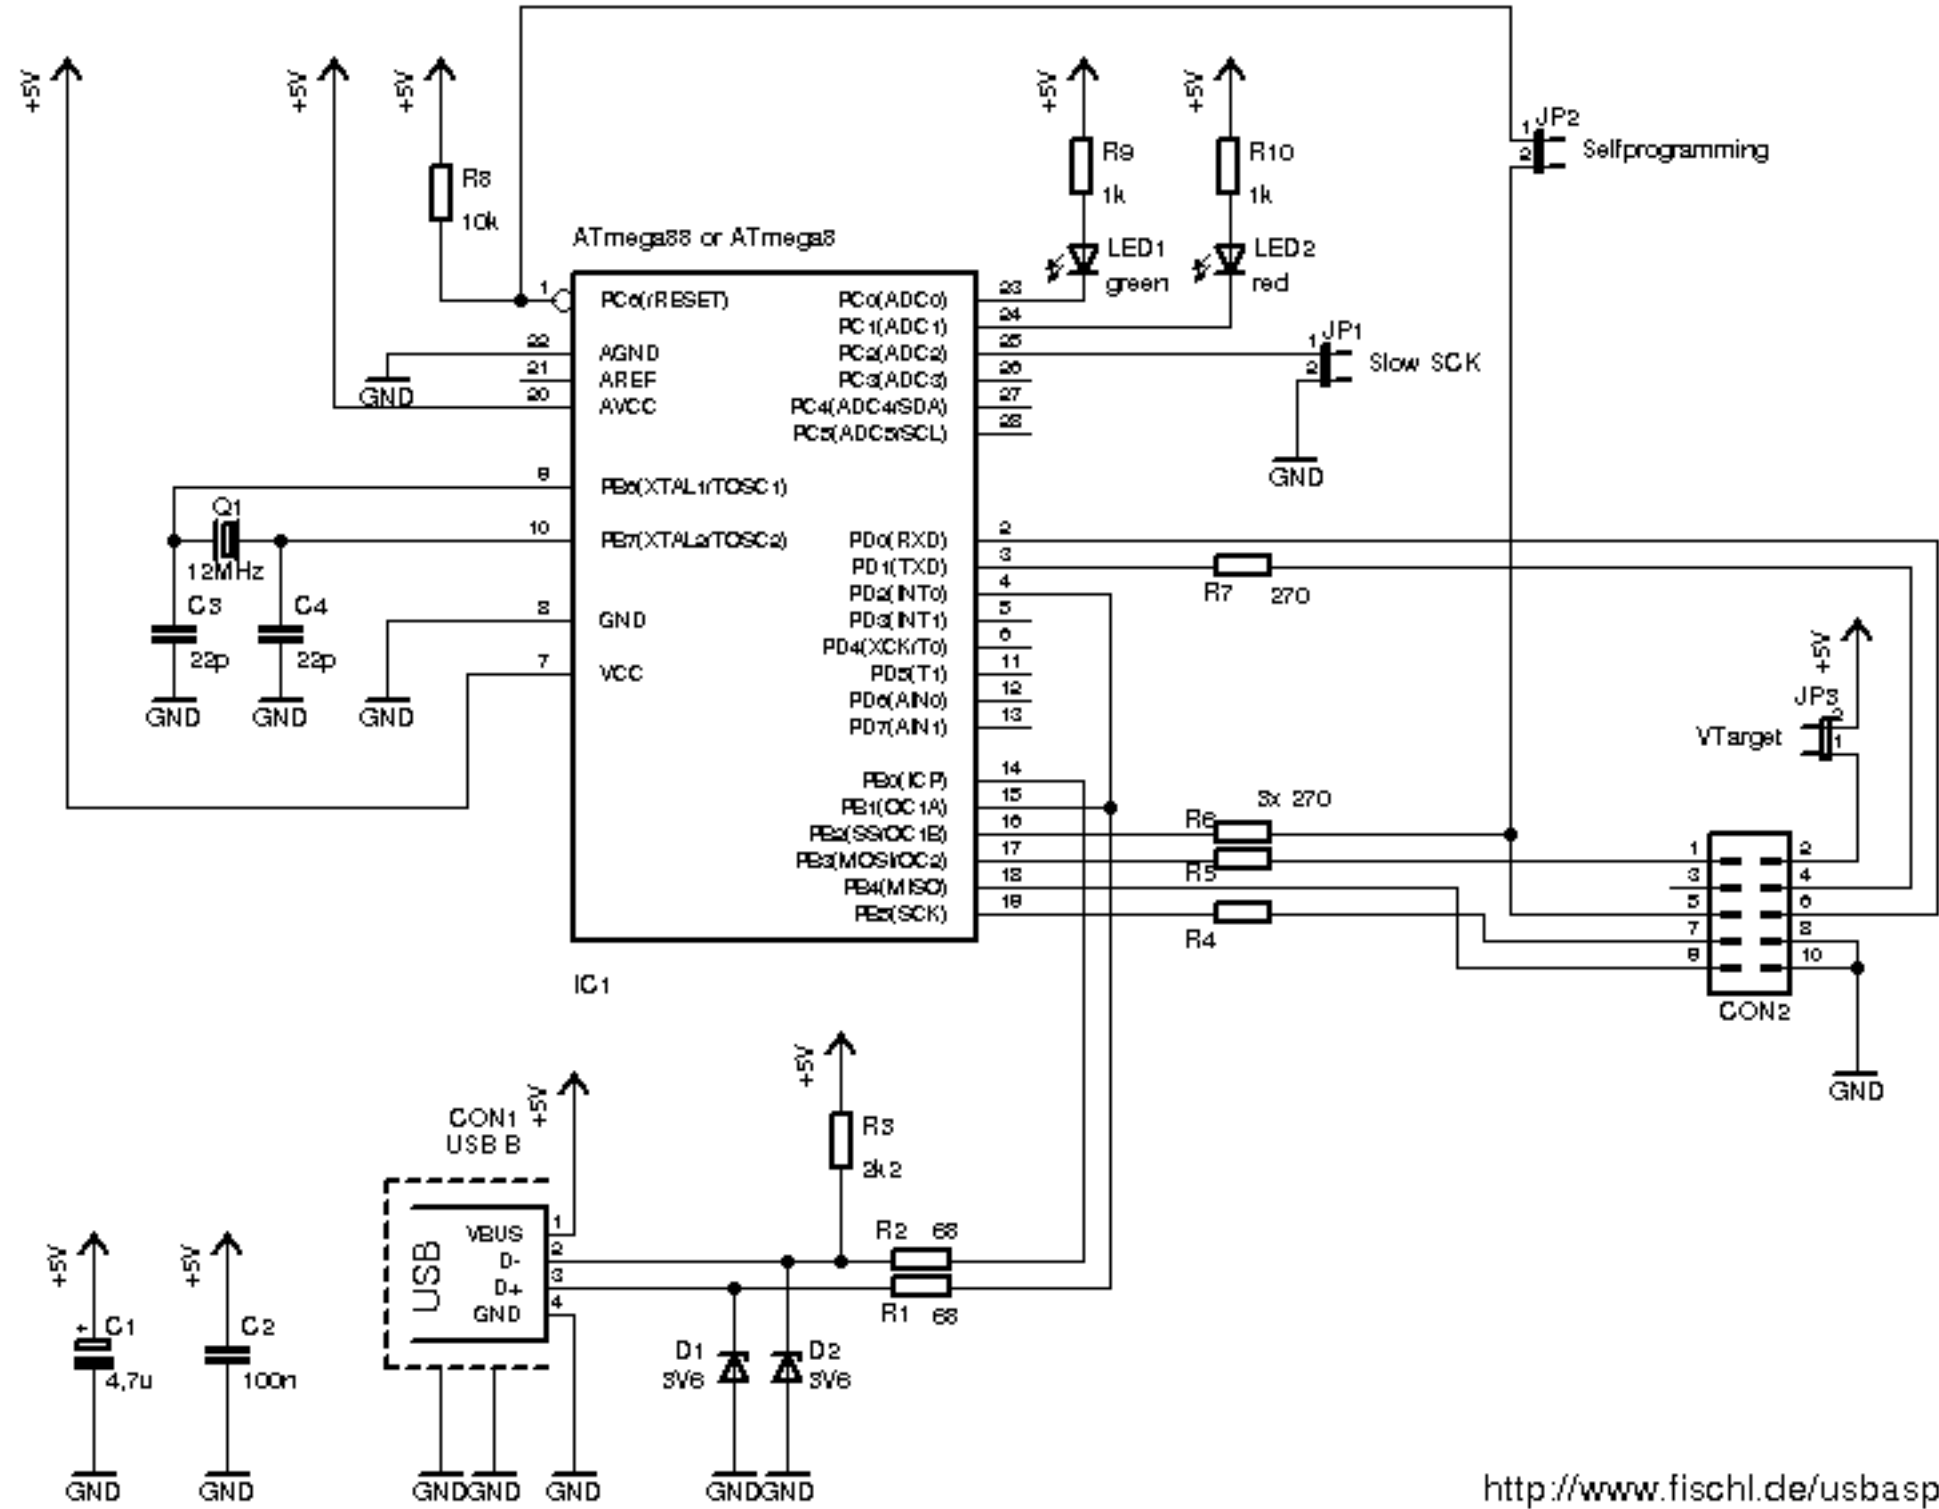 +5V
+5V
+5V
+5V
+5V
JP2
1
2
Selfprogramming
R8
10k
R9
1k
R10
1k
ATmega88 or ATmega8
LED1
green
LED2
red
1
PC6(/RESET)
PC0(ADC0)
23
PC1(ADC1)
24
22
AGND
PC2(ADC2)
25
JP1
1
2
Slow SCK
21
AREF
PC3(ADC3)
26
GND
20
AVCC
PC4(ADC4/SDA)
27
PC5(ADC5/SCL)
28
GND
9
PB6(XTAL1/TOSC1)
Q1
12MHz
10
PB7(XTAL2/TOSC2)
PD0(RXD)
2
PD1(TXD)
3
R7
270
PD2(INT0)
4
C3
22p
C4
22p
8
GND
PD3(INT1)
5
PD4(XCK/T0)
6
7
VCC
PD5(T1)
11
PD6(AIN0)
12
PD7(AIN1)
13
GND
GND
GND
+5V
JP3
2
1
VTarget
PB0(ICP)
14
PB1(OC1A)
15
3x 270
PB2(SS/OC1B)
16
R6
PB3(MOSI/OC2)
17
R5
PB4(MISO)
18
PB5(SCK)
19
R4
1
2
3
4
5
6
7
8
9
10
CON2
GND
IC1
+5V
R3
2k2
CON1
USB B
+5V
USB
VBUS
1
D-
2
D+
3
GND
4
R2
68
R1
68
+5V
+5V
C1
+
4,7u
C2
100n
D1
3V6
D2
3V6
GND
GND
GND
GND
GND
GND
GND
http://www.fischl.de/usbasp